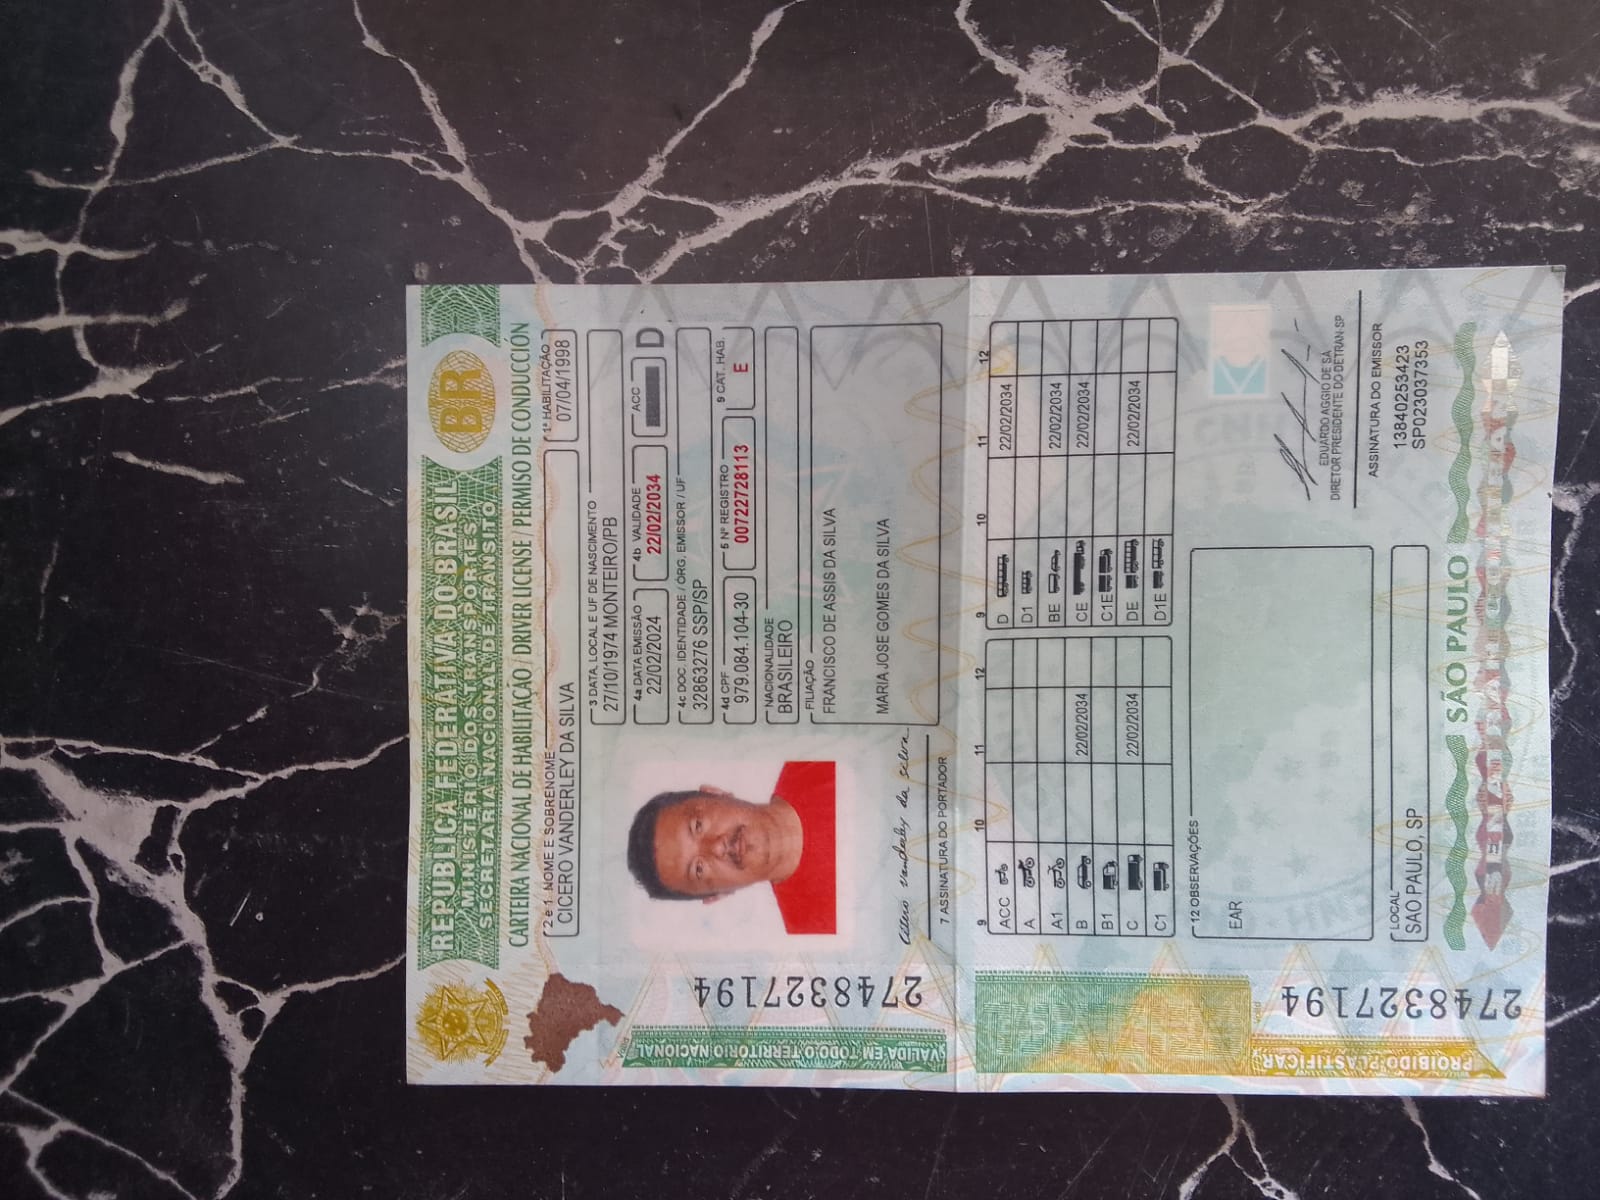 REPÚBLICA FEDERATIVA DO BRASIL
MINISTÉRIO DOS TRANSPORTES
SECRETARIA NACIONAL DE TRÂNSITO
BR
CARTEIRA NACIONAL DE HABILITAÇÃO / DRIVER LICENSE / PERMISO DE CONDUCCIÓN
2 e 1. NOME E SOBRENOME
CICERO VANDERLEY DA SILVA
1ª HABILITAÇÃO
07/04/1998
3 DATA, LOCAL E UF DE NASCIMENTO
27/10/1974 MONTEIRO/PB
4a DATA EMISSÃO
22/02/2024
4b VALIDADE
22/02/2034
ACC
D
4c DOC. IDENTIDADE / ÓRG. EMISSOR / UF
32863276 SSP/SP
4d CPF
979.084.104-30
5 Nº REGISTRO
00722728113
9 CAT. HAB.
E
NACIONALIDADE
BRASILEIRO
FILIAÇÃO
FRANCISCO DE ASSIS DA SILVA
MARIA JOSE GOMES DA SILVA
Cicero vanderley da silva
7 ASSINATURA DO PORTADOR
VÁLIDA EM TODO O TERRITÓRIO NACIONAL
2748327194
9 10 11 12
ACC
A
A1
B 22/02/2034
B1
C 22/02/2034
C1
9 10 11 12
D 22/02/2034
D1
BE 22/02/2034
CE 22/02/2034
C1E
DE 22/02/2034
D1E
12 OBSERVAÇÕES
EAR
LOCAL
SAO PAULO, SP
EDUARDO AGGIO DE SÁ
DIRETOR PRESIDENTE DO DETRAN-SP
ASSINATURA DO EMISSOR
13840253423
SP023037353
PROIBIDO PLASTIFICAR
2748327194
SÃO PAULO